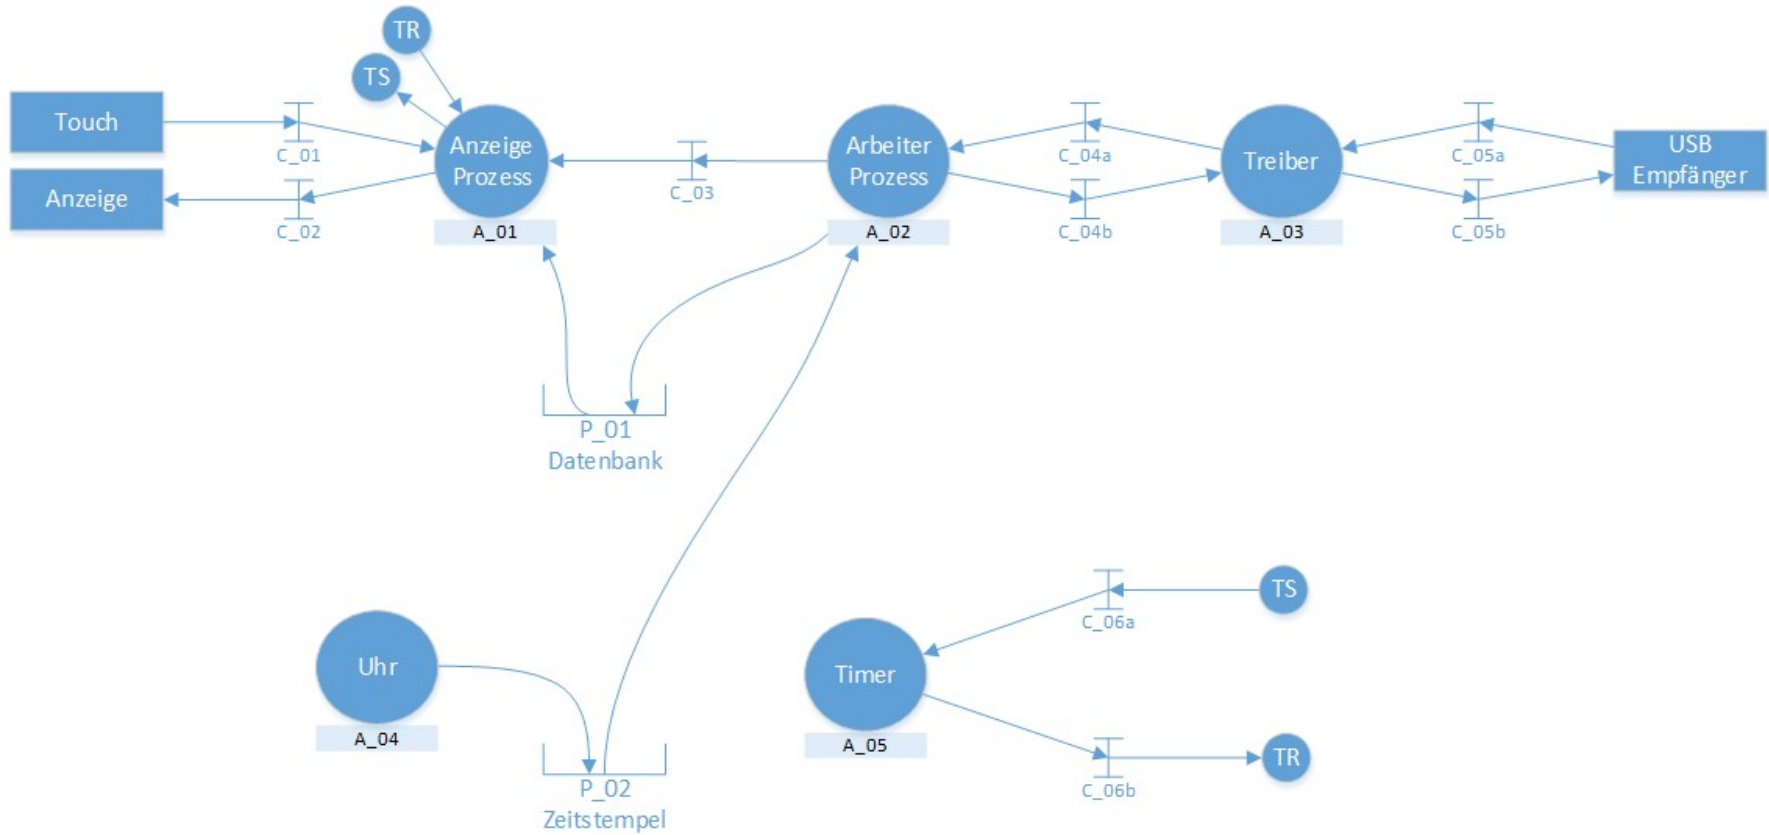 TR
TS
Touch
C_01
Anzeige
Prozess
Anzeige
C_02
A_01
C_03
Arbeiter
Prozess
A_02
C_04a
C_04b
Treiber
A_03
C_05a
C_05b
USB
Empfänger
P_01
Datenbank
Uhr
A_04
P_02
Zeitstempel
Timer
A_05
C_06a
TS
C_06b
TR